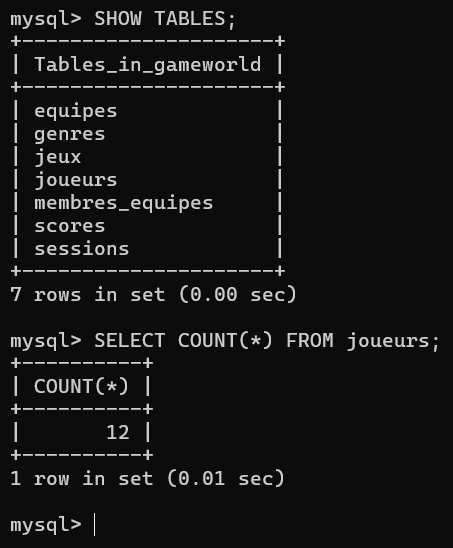 mysql> SHOW TABLES;
+---------------------+
| Tables_in_gameworld |
+---------------------+
| equipes             |
| genres              |
| jeux                |
| joueurs             |
| membres_equipes     |
| scores              |
| sessions            |
+---------------------+
7 rows in set (0.00 sec)

mysql> SELECT COUNT(*) FROM joueurs;
+----------+
| COUNT(*) |
+----------+
|       12 |
+----------+
1 row in set (0.01 sec)

mysql>